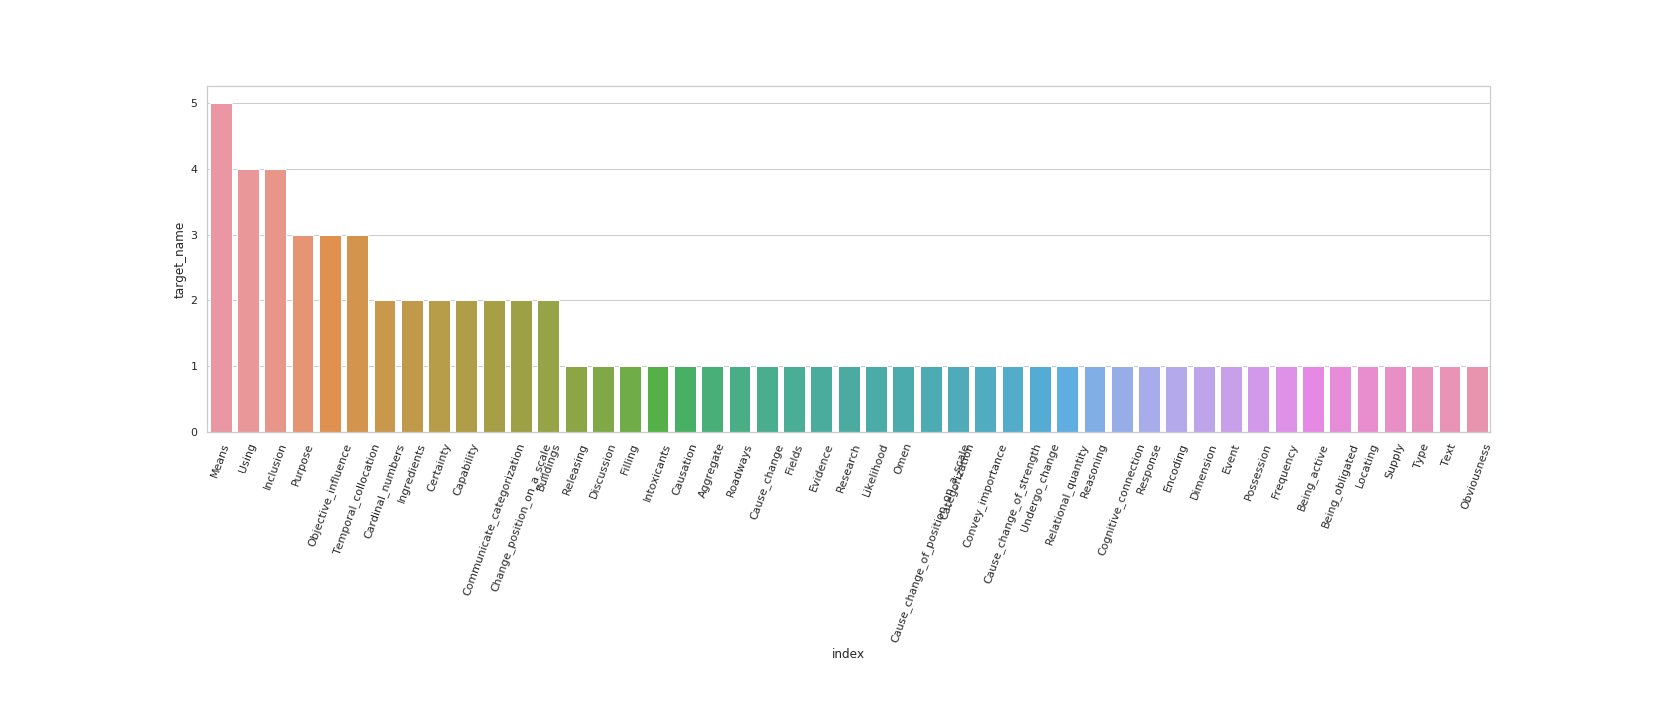 5
4
3
2
1
0
target_name
Means
Using
Inclusion
Purpose
Objective_influence
Temporal_collocation
Cardinal_numbers
Ingredients
Certainty
Capability
Communicate_categorization
Change_position_on_a_scale
Buildings
Releasing
Discussion
Filling
Intoxicants
Causation
Aggregate
Roadways
Cause_change
Fields
Evidence
Research
Likelihood
Omen
Cause_change_of_position_on_a_scale
Categorization
Convey_importance
Cause_change_of_strength
Undergo_change
Relational_quantity
Reasoning
Cognitive_connection
Response
Encoding
Dimension
Event
Possession
Frequency
Being_active
Being_obligated
Locating
Supply
Type
Text
Obviousness
index